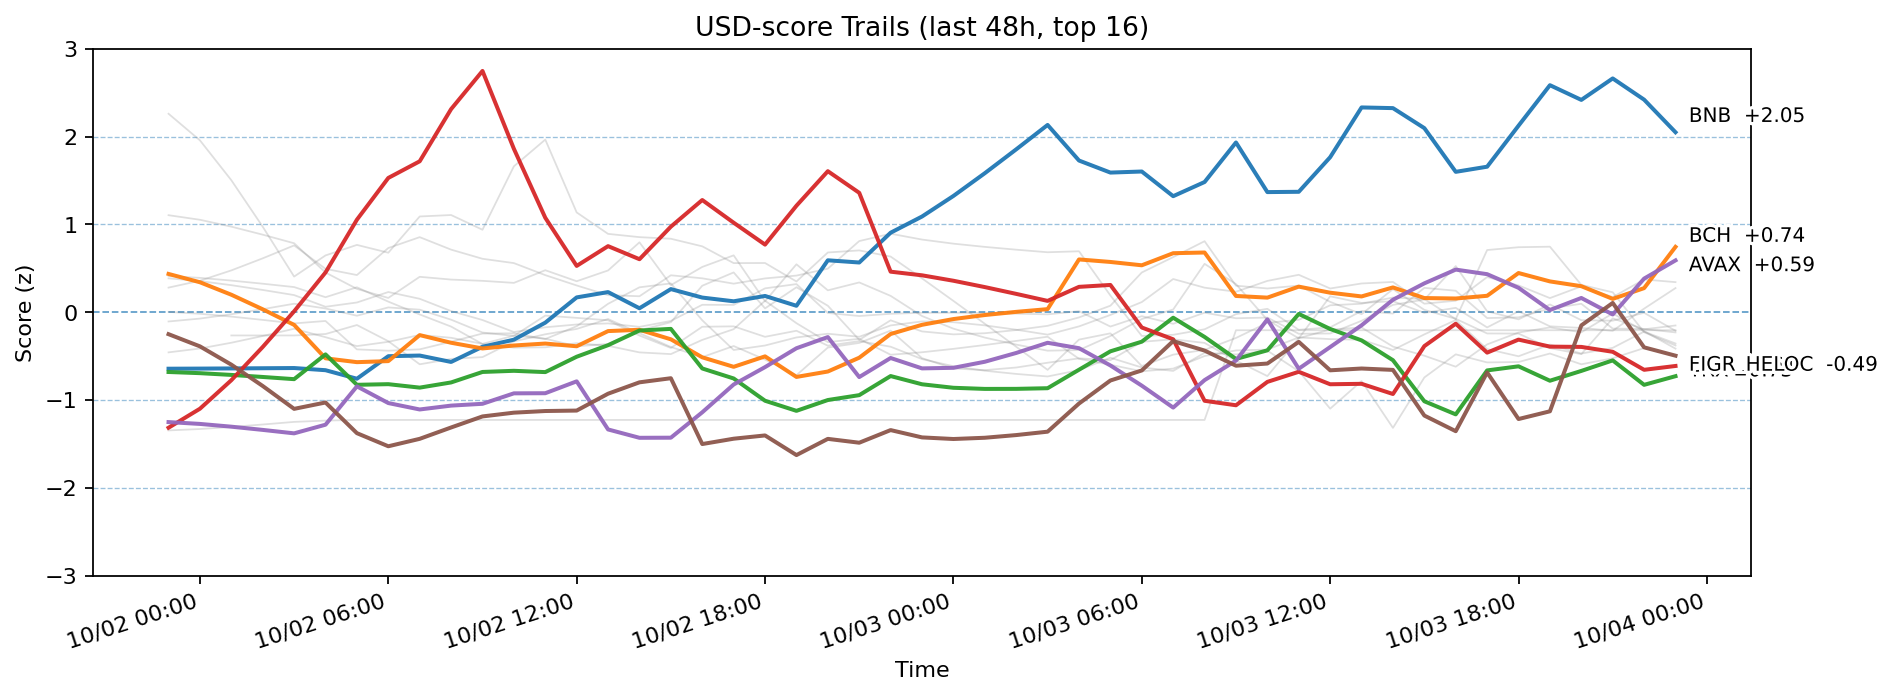 USD-score Trails (last 48h, top 16)
Score (z)
3
2
1
0
−1
−2
−3
BNB +2.05
BCH +0.74
AVAX +0.59
FIGR_HELOC -0.49
10/02 00:00
10/02 06:00
10/02 12:00
10/02 18:00
10/03 00:00
10/03 06:00
10/03 12:00
10/03 18:00
10/04 00:00
Time